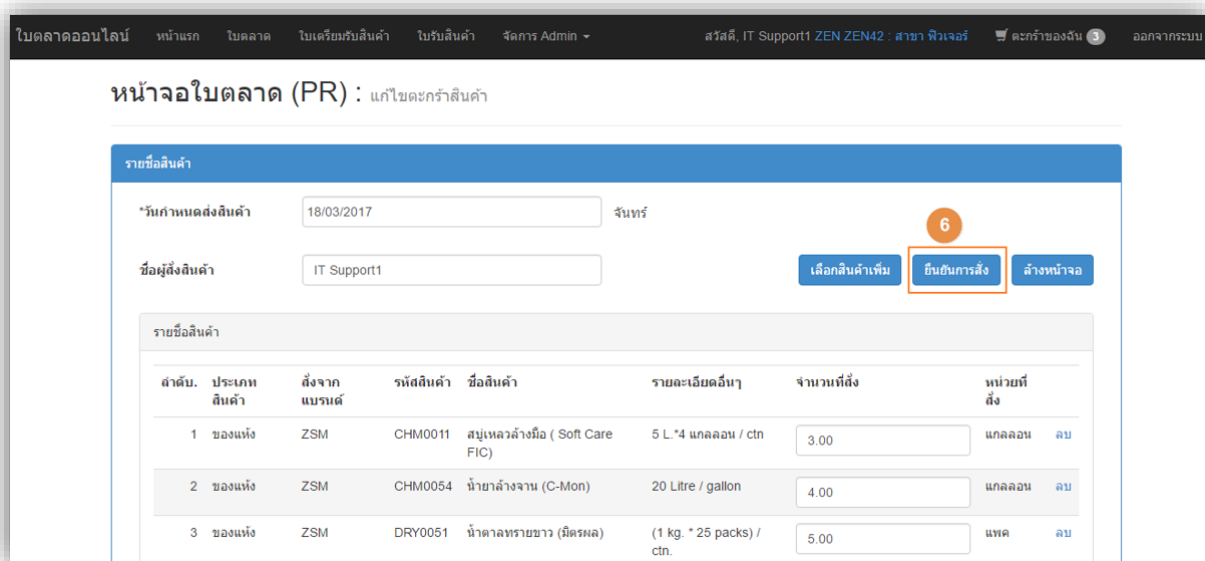 ใบตลาดออนไลน์ หน้าแรก ใบตลาด ใบเตรียมรับสินค้า ใบรับสินค้า จัดการ Admin สวัสดี, IT Support1 ZEN ZEN42 : สาขา ฟิวเจอร์ ตะกร้าของฉัน 3 ออกจากระบบ
หน้าจอใบตลาด (PR) : แก้ไขตะกร้าสินค้า
รายชื่อสินค้า
*วันกำหนดส่งสินค้า 18/03/2017 จันทร์
6
ชื่อผู้สั่งสินค้า IT Support1 เลือกสินค้าเพิ่ม ยืนยันการสั่ง ล้างหน้าจอ
รายชื่อสินค้า
ลำดับ. ประเภท สั่งจาก รหัสสินค้า ชื่อสินค้า รายละเอียดอื่นๆ จำนวนที่สั่ง หน่วยที่
สินค้า แบรนด์ สั่ง
1 ของแห้ง ZSM CHM0011 สบู่เหลวล้างมือ ( Soft Care 5 L.*4 แกลลอน / ctn 3.00 แกลลอน ลบ
FIC)
2 ของแห้ง ZSM CHM0054 น้ำยาล้างจาน (C-Mon) 20 Litre / gallon 4.00 แกลลอน ลบ
3 ของแห้ง ZSM DRY0051 น้ำตาลทรายขาว (มิตรผล) (1 kg. * 25 packs) / 5.00 แพค ลบ
ctn.